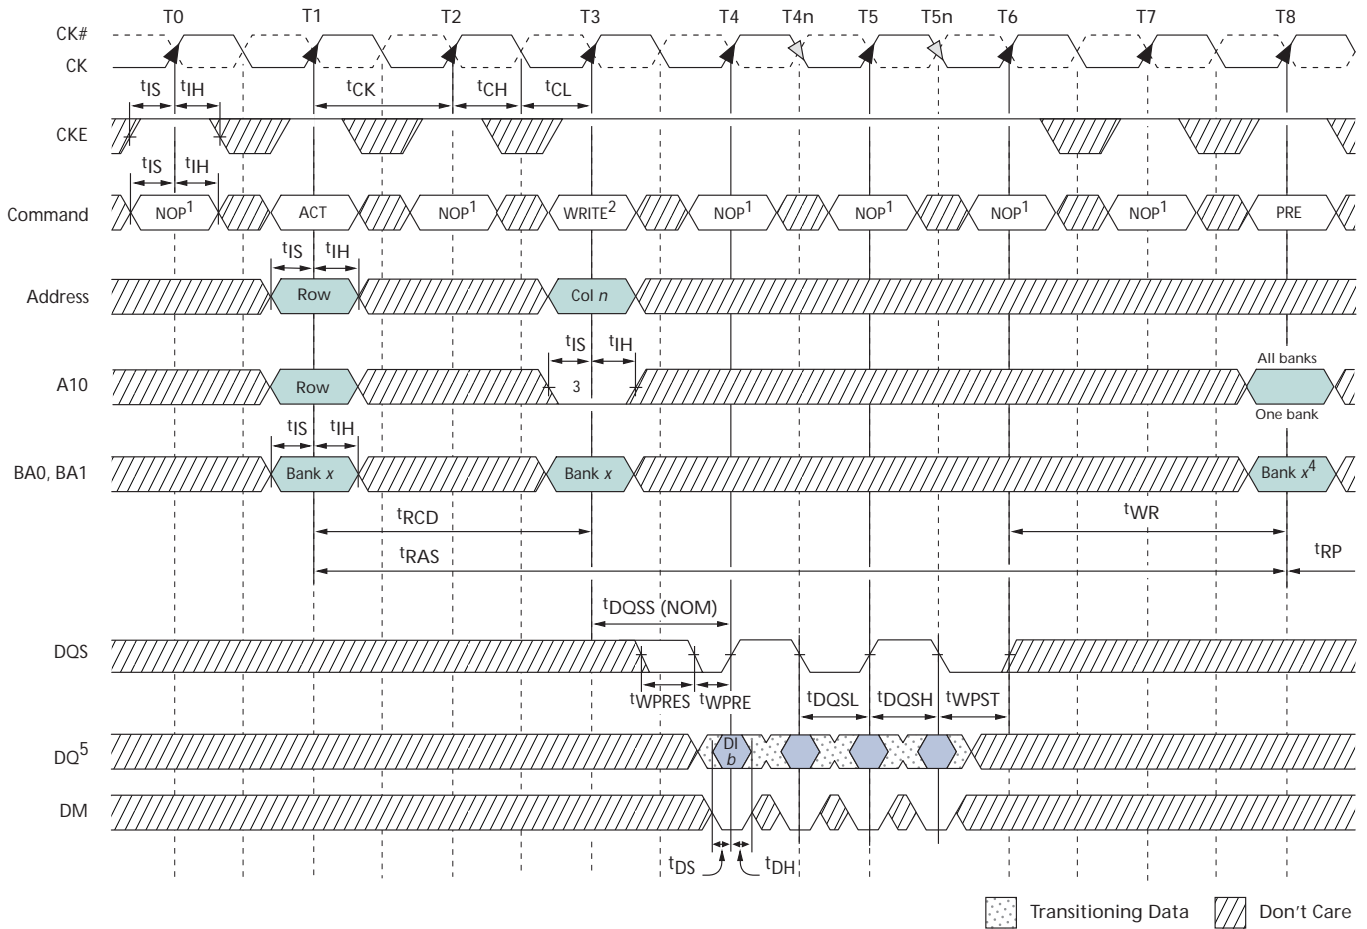 T0 T1 T2 T3 T4 T4n T5 T5n T6 T7 T8
CK#
CK
tIS tIH tCK tCH tCL
CKE
tIS tIH
Command NOP1 ACT NOP1 WRITE2 NOP1 NOP1 NOP1 NOP1 PRE
tIS tIH
Address Row Col n
tIS tIH
All banks
A10 Row 3
One bank
tIS tIH
BA0, BA1 Bank x Bank x Bank x4
tRCD tWR
tRAS tRP
tDQSS (NOM)
DQS
tWPRES tWPRE tDQSL tDQSH tWPST
DQ5 DI
b
DM
tDS tDH
Transitioning Data Don't Care